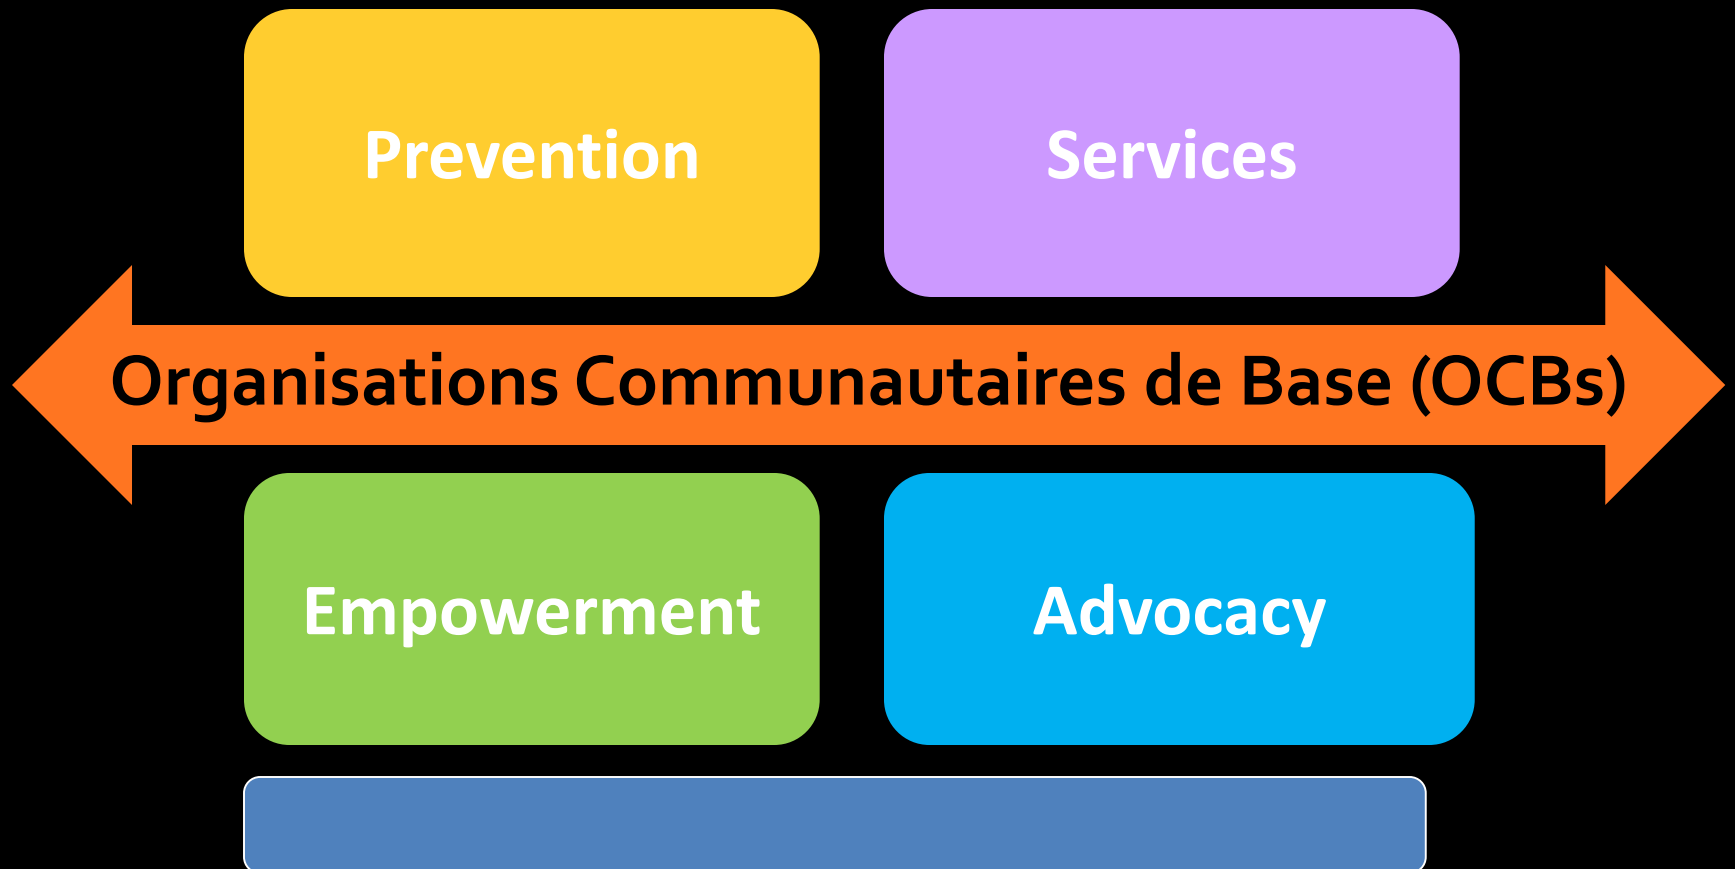 Prevention
Services
Organisations Communautaires de Base (OCBs)
Empowerment
Advocacy